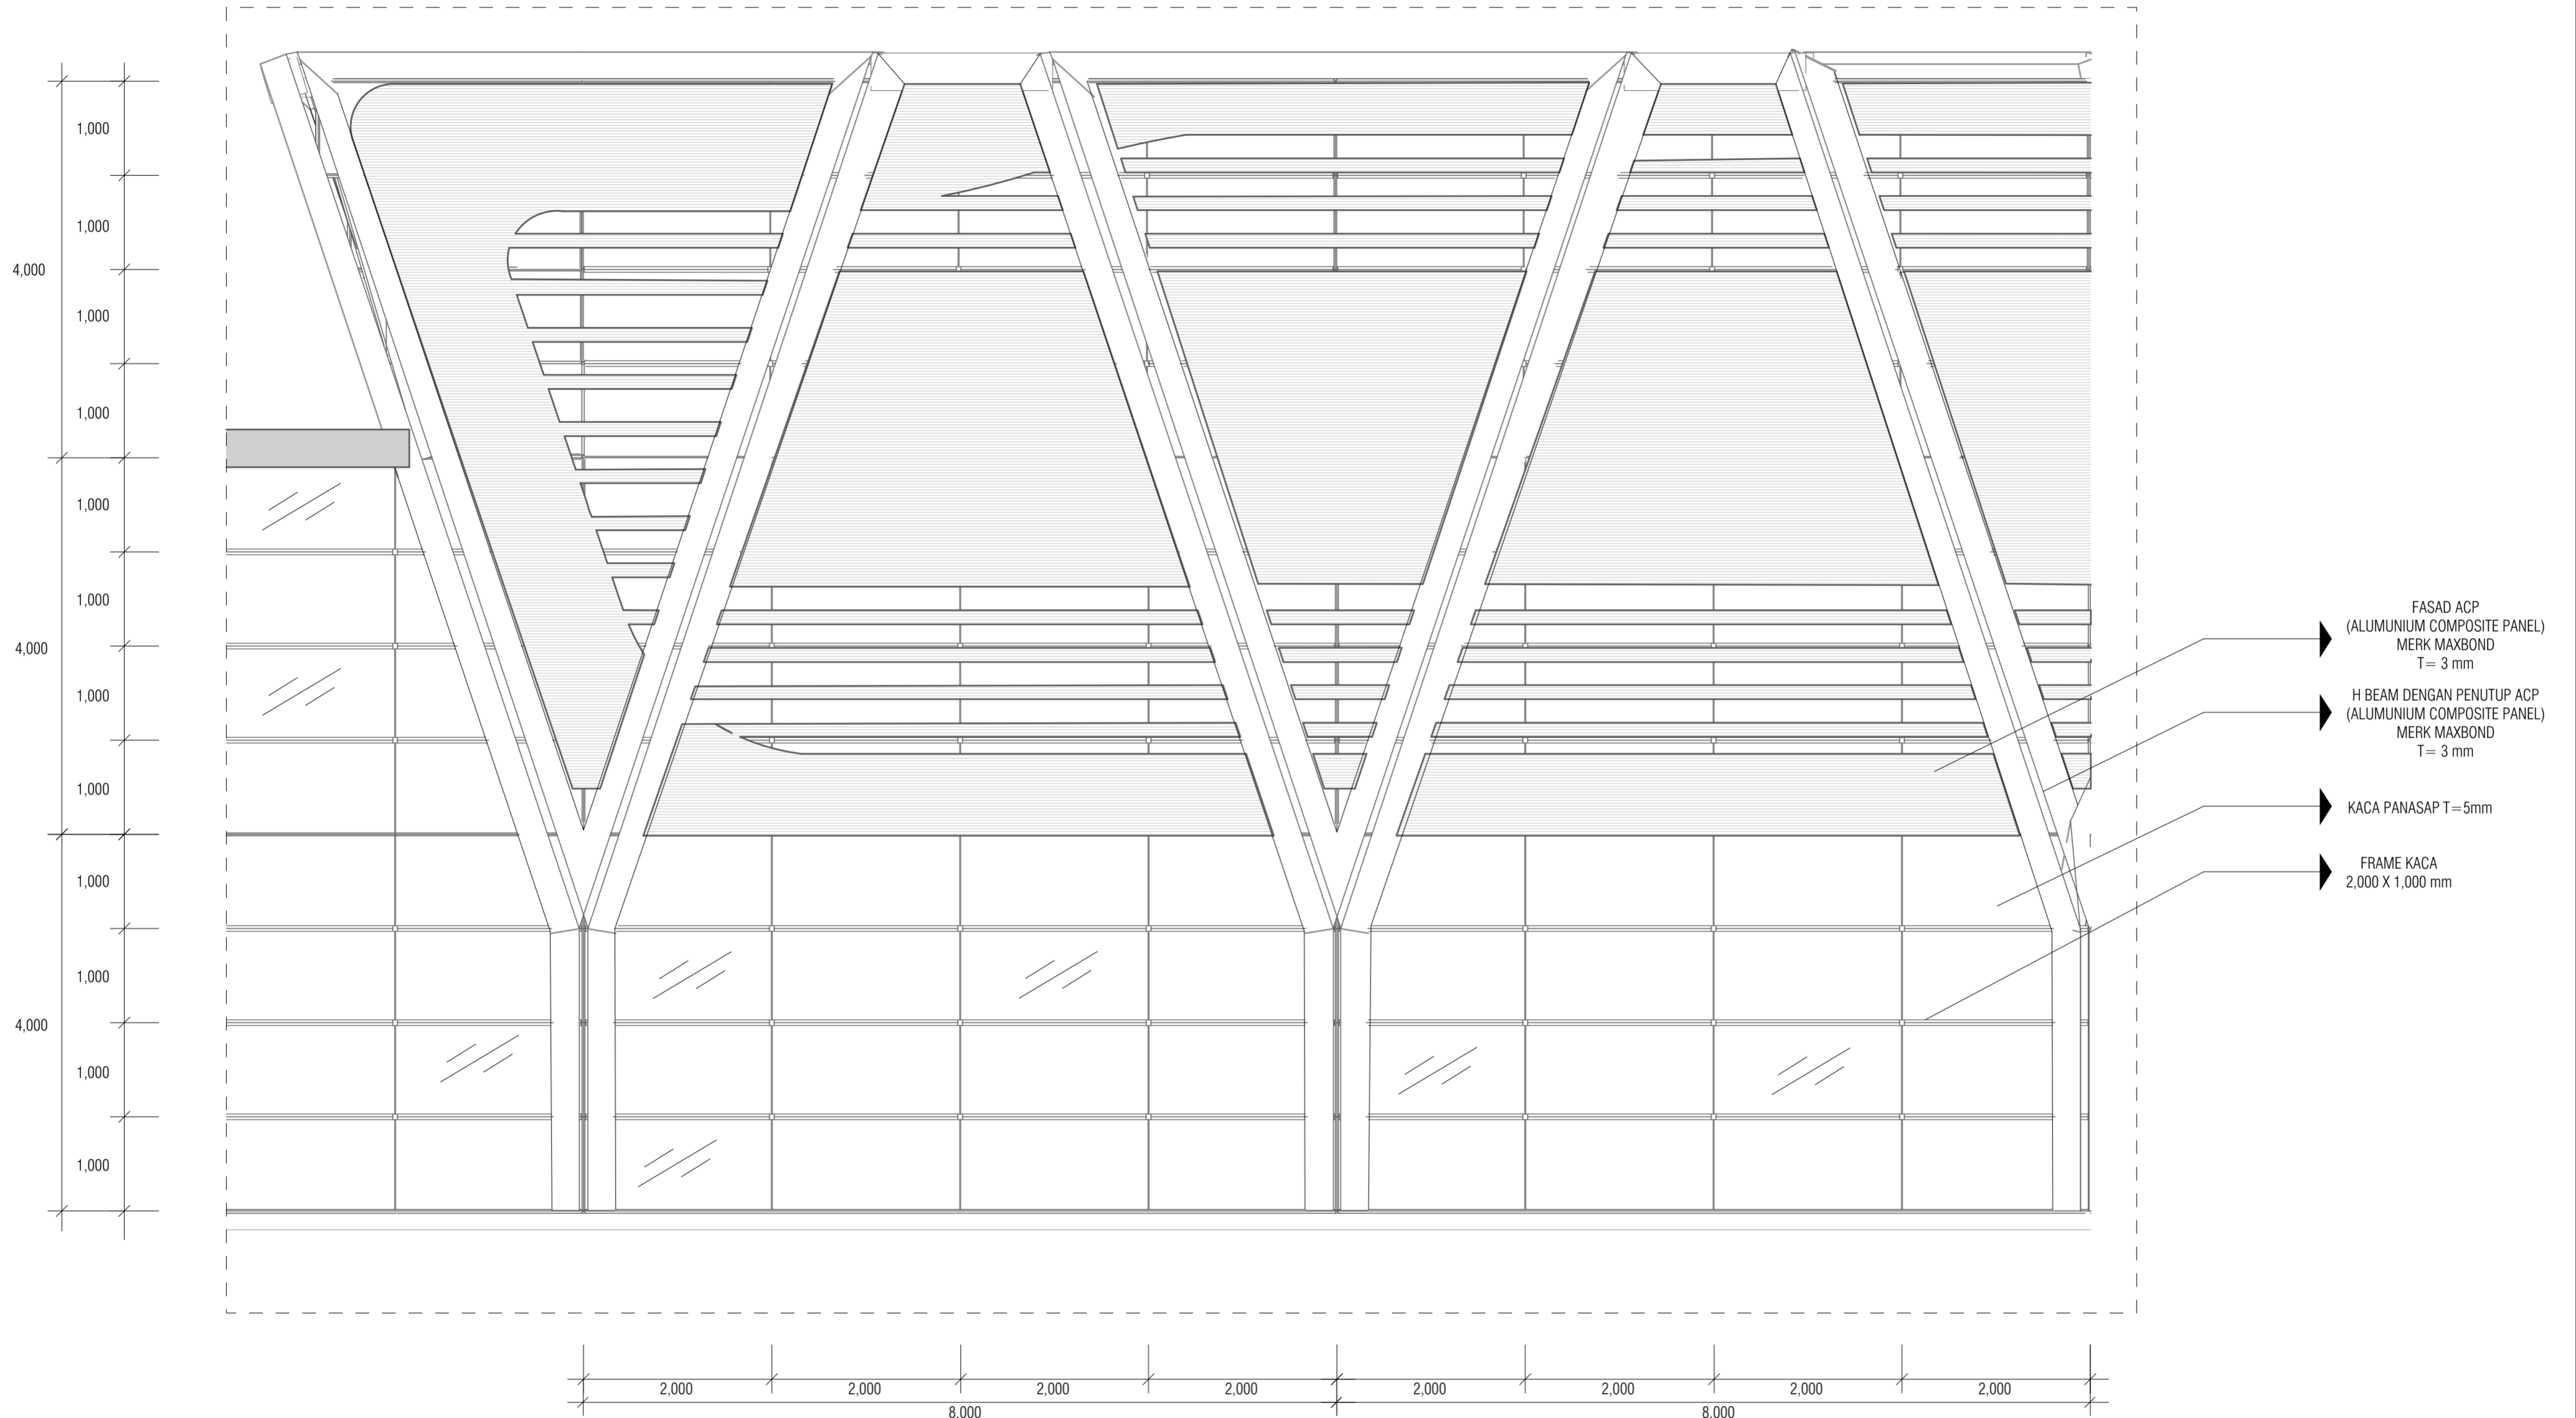 1,000
1,000
4,000
1,000
1,000
1,000
1,000
4,000
1,000
1,000
1,000
1,000
4,000
1,000
1,000
FASAD ACP
(ALUMUNIUM COMPOSITE PANEL)
MERK MAXBOND
T= 3 mm
H BEAM DENGAN PENUTUP ACP
(ALUMUNIUM COMPOSITE PANEL)
MERK MAXBOND
T= 3 mm
KACA PANASAP T=5mm
FRAME KACA
2,000 X 1,000 mm
2,000 2,000 2,000 2,000 2,000 2,000 2,000 2,000
8,000 8,000